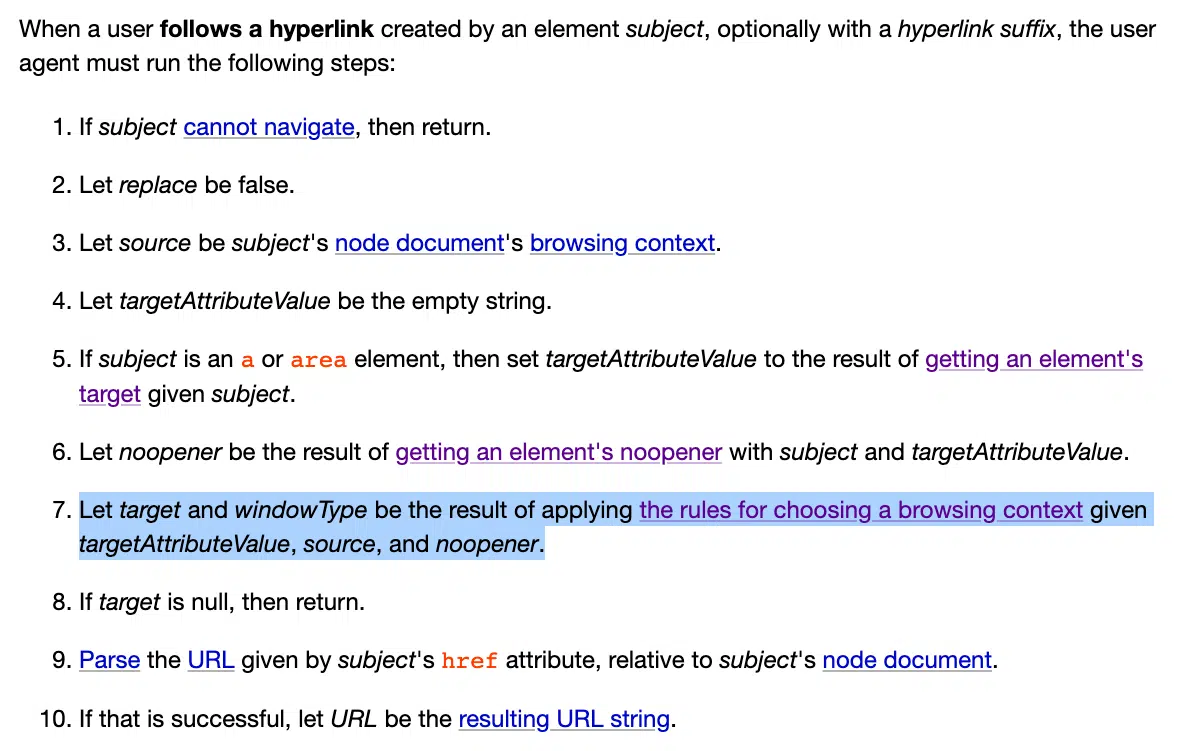 When a user follows a hyperlink created by an element subject, optionally with a hyperlink suffix, the user
agent must run the following steps:
1. If subject cannot navigate, then return.
2. Let replace be false.
3. Let source be subject's node document's browsing context.
4. Let targetAttributeValue be the empty string.
5. If subject is an a or area element, then set targetAttributeValue to the result of getting an element's
target given subject.
6. Let noopener be the result of getting an element's noopener with subject and targetAttributeValue.
7. Let target and windowType be the result of applying the rules for choosing a browsing context given
targetAttributeValue, source, and noopener.
8. If target is null, then return.
9. Parse the URL given by subject's href attribute, relative to subject's node document.
10. If that is successful, let URL be the resulting URL string.